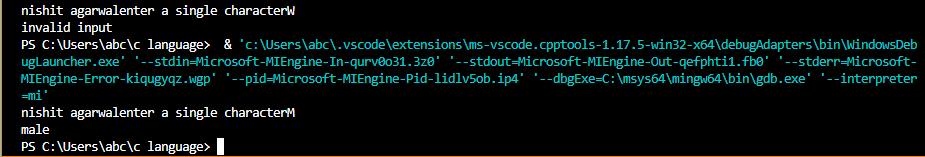 nishit agarwalenter a single characterW
invalid input
PS C:\Users\abc\c language>  & 'c:\Users\abc\.vscode\extensions\ms-vscode.cpptools-1.17.5-win32-x64\debugAdapters\bin\WindowsDeb
ugLauncher.exe' '--stdin=Microsoft-MIEngine-In-qurv0o31.3z0' '--stdout=Microsoft-MIEngine-Out-qefphti1.fb0' '--stderr=Microsoft-
MIEngine-Error-kiqugyqz.wgp' '--pid=Microsoft-MIEngine-Pid-lidlv5ob.ip4' '--dbgExe=C:\msys64\mingw64\bin\gdb.exe' '--interpreter
=mi'
nishit agarwalenter a single characterM
male
PS C:\Users\abc\c language>